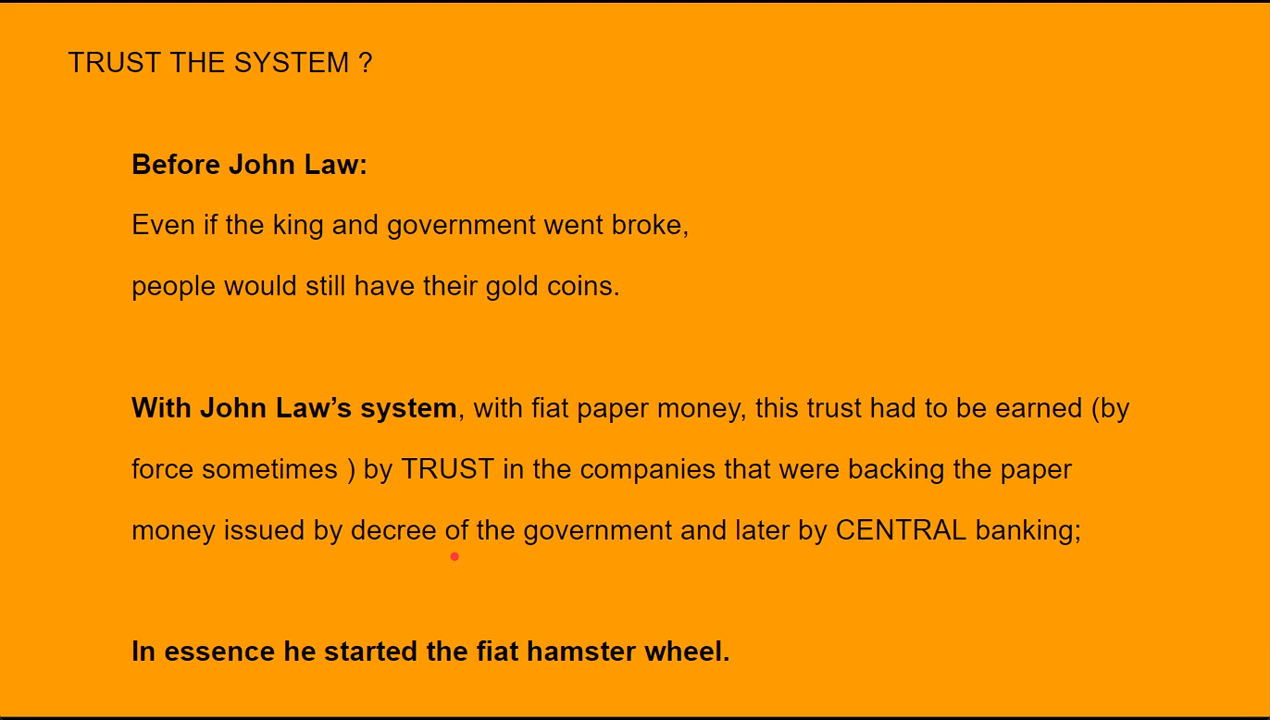 TRUST THE SYSTEM ?
Before John Law:
Even if the king and government went broke,
people would still have their gold coins.
With John Law’s system, with fiat paper money, this trust had to be earned (by
force sometimes ) by TRUST in the companies that were backing the paper
money issued by decree of the government and later by CENTRAL banking;
In essence he started the fiat hamster wheel.